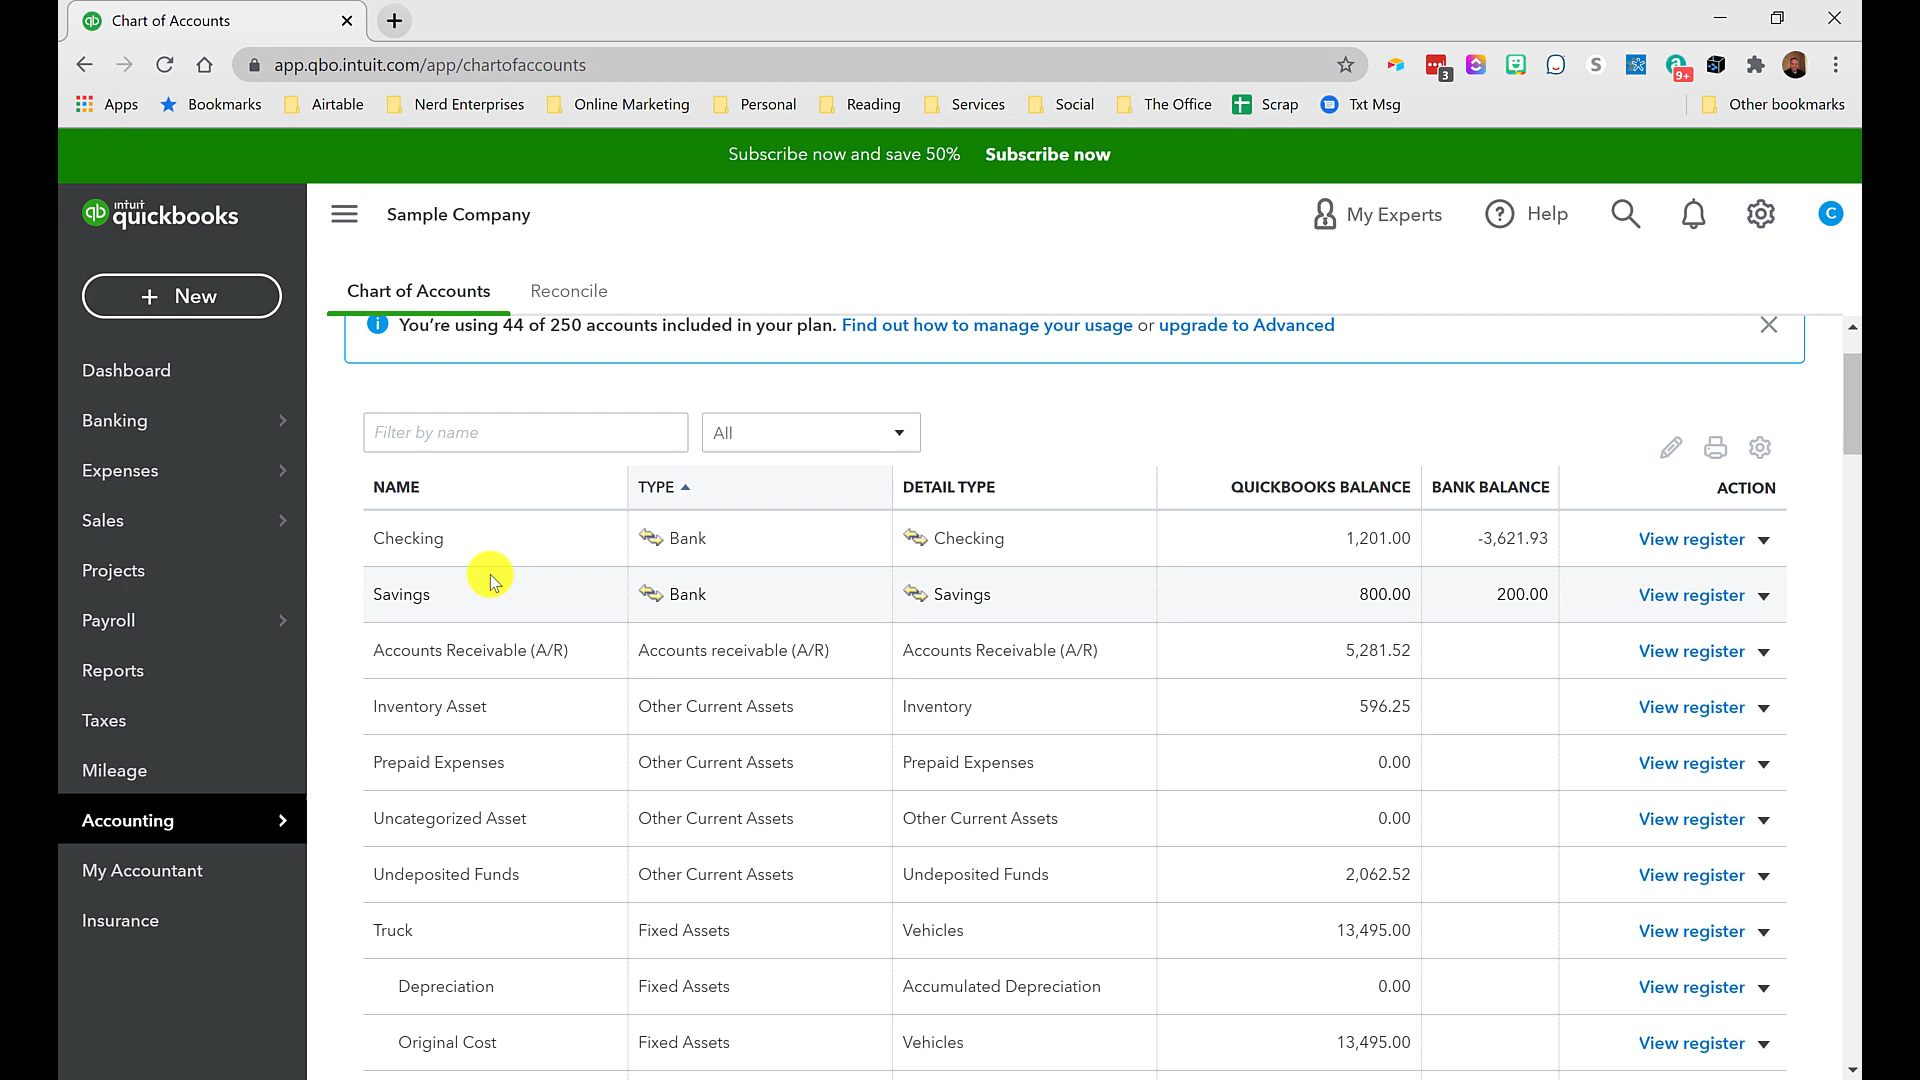 Chart of Accounts
app.qbo.intuit.com/app/chartofaccounts
3
S
9+
Apps Bookmarks Airtable Nerd Enterprises Online Marketing Personal Reading Services Social The Office Scrap Txt Msg Other bookmarks
Subscribe now and save 50% Subscribe now
qb intuit quickbooks
Sample Company
My Experts
? Help
C
+ New
Chart of Accounts Reconcile
i You're using 44 of 250 accounts included in your plan. Find out how to manage your usage or upgrade to Advanced
Dashboard
Banking
Expenses
Sales
Projects
Payroll
Reports
Taxes
Mileage
Accounting
My Accountant
Insurance
Filter by name All
NAME TYPE DETAIL TYPE QUICKBOOKS BALANCE BANK BALANCE ACTION
Checking Bank Checking 1,201.00 -3,621.93 View register
Savings Bank Savings 800.00 200.00 View register
Accounts Receivable (A/R) Accounts receivable (A/R) Accounts Receivable (A/R) 5,281.52 View register
Inventory Asset Other Current Assets Inventory 596.25 View register
Prepaid Expenses Other Current Assets Prepaid Expenses 0.00 View register
Uncategorized Asset Other Current Assets Other Current Assets 0.00 View register
Undeposited Funds Other Current Assets Undeposited Funds 2,062.52 View register
Truck Fixed Assets Vehicles 13,495.00 View register
Depreciation Fixed Assets Accumulated Depreciation 0.00 View register
Original Cost Fixed Assets Vehicles 13,495.00 View register